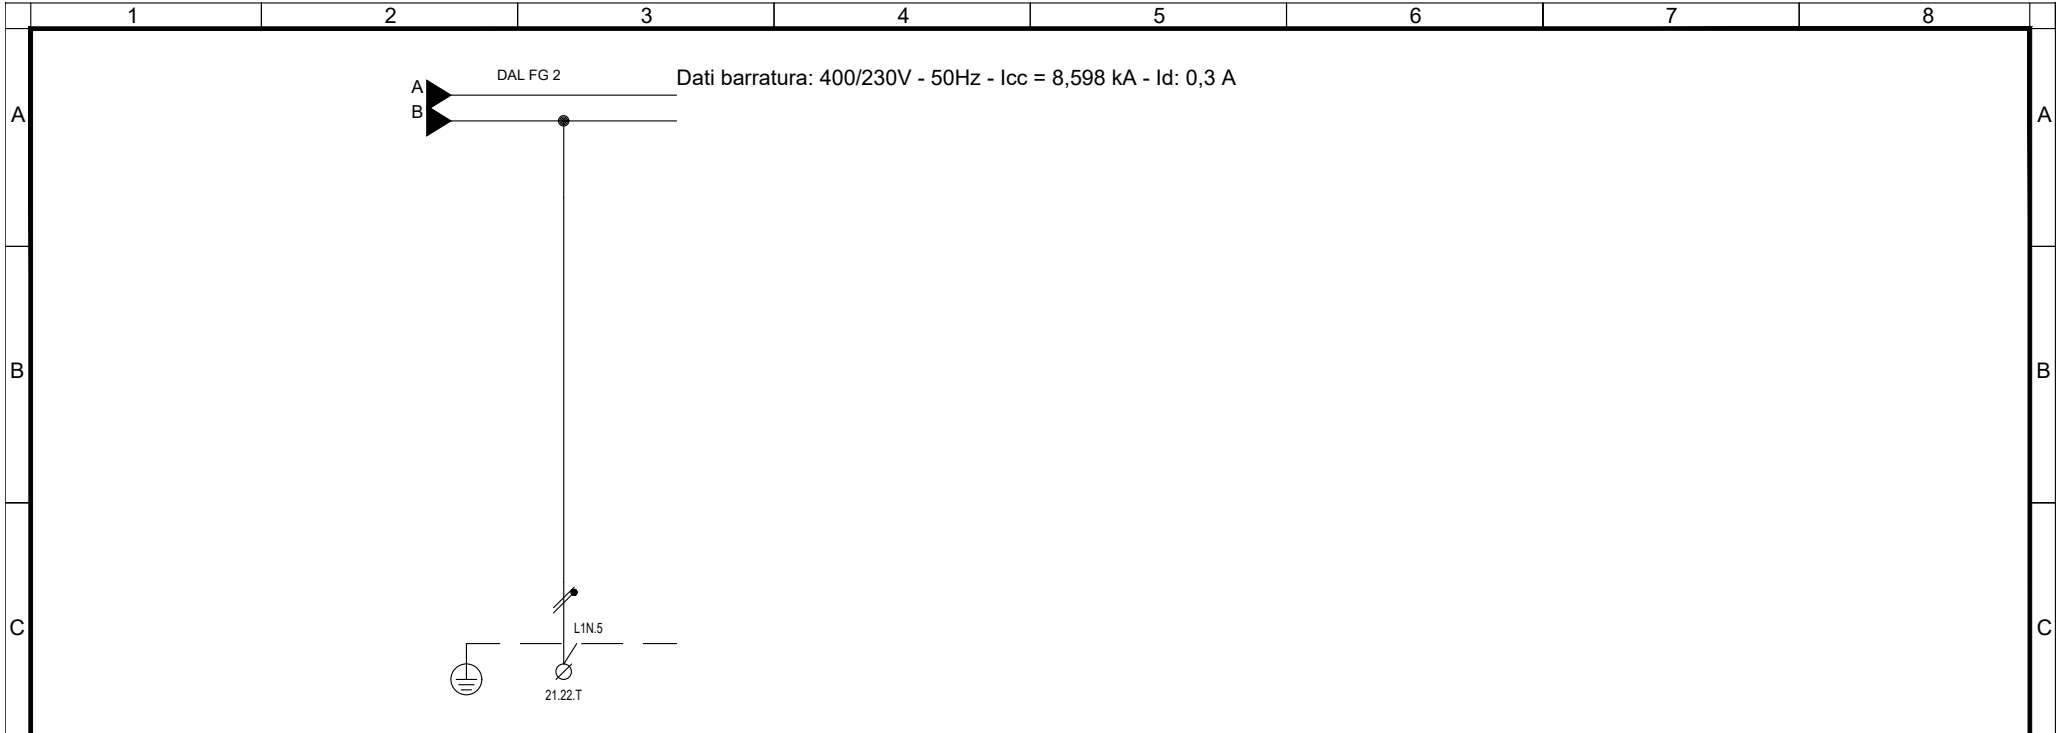 1 2 3 4 5 6 7 8
DAL FG 2 Dati barratura: 400/230V - 50Hz - Icc = 8,598 kA - Id: 0,3 A
A
B
A A
B B
C C
L1N.5
21.22.T